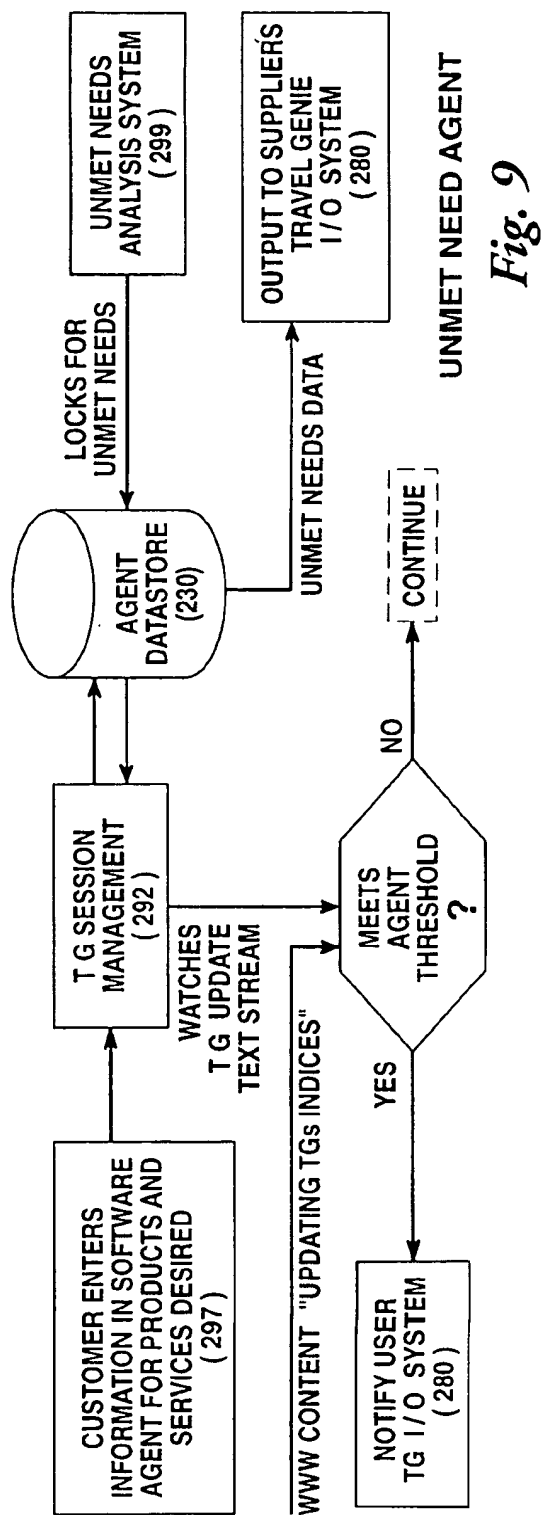 CUSTOMER ENTERS
INFORMATION IN SOFTWARE
AGENT FOR PRODUCTS AND
SERVICES DESIRED
(297)
T G SESSION
MANAGEMENT
(292)
AGENT
DATASTORE
(230)
LOCKS FOR
UNMET NEEDS
UNMET NEEDS
ANALYSIS SYSTEM
(299)
WATCHES
T G UPDATE
TEXT STREAM
WWW CONTENT "UPDATING TGs INDICES"
UNMET NEEDS DATA
OUTPUT TO SUPPLIER'S
TRAVEL GENIE
I/O SYSTEM
(280)
MEETS
AGENT
THRESHOLD
?
YES
NO
NOTIFY USER
TG I/O SYSTEM
(280)
CONTINUE
UNMET NEED AGENT
Fig. 9